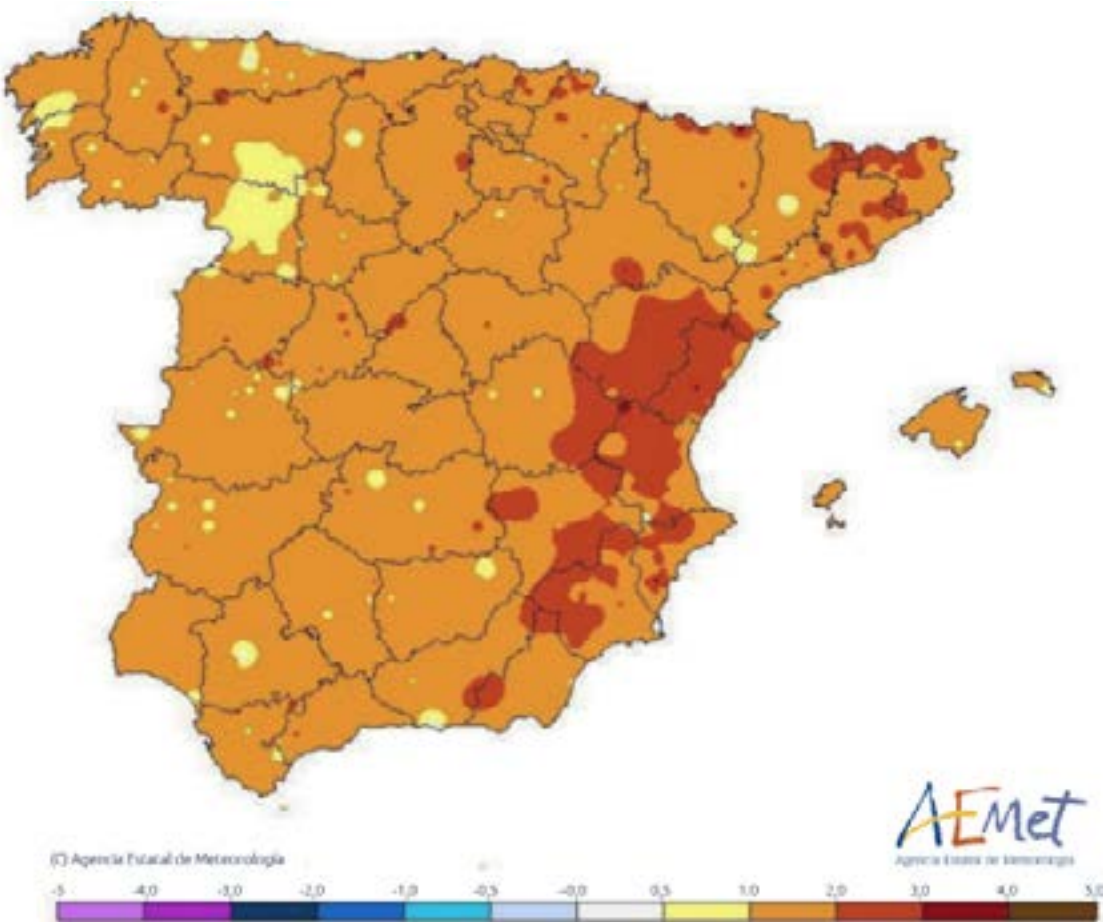 AEMet
Agencia Estatal de Meteorología
(C) Agencia Estatal de Meteorología
-5 -4,0 -3,0 -2,0 -1,0 -0,5 -0,0 0,5 1,0 2,0 3,0 4,0 5,0